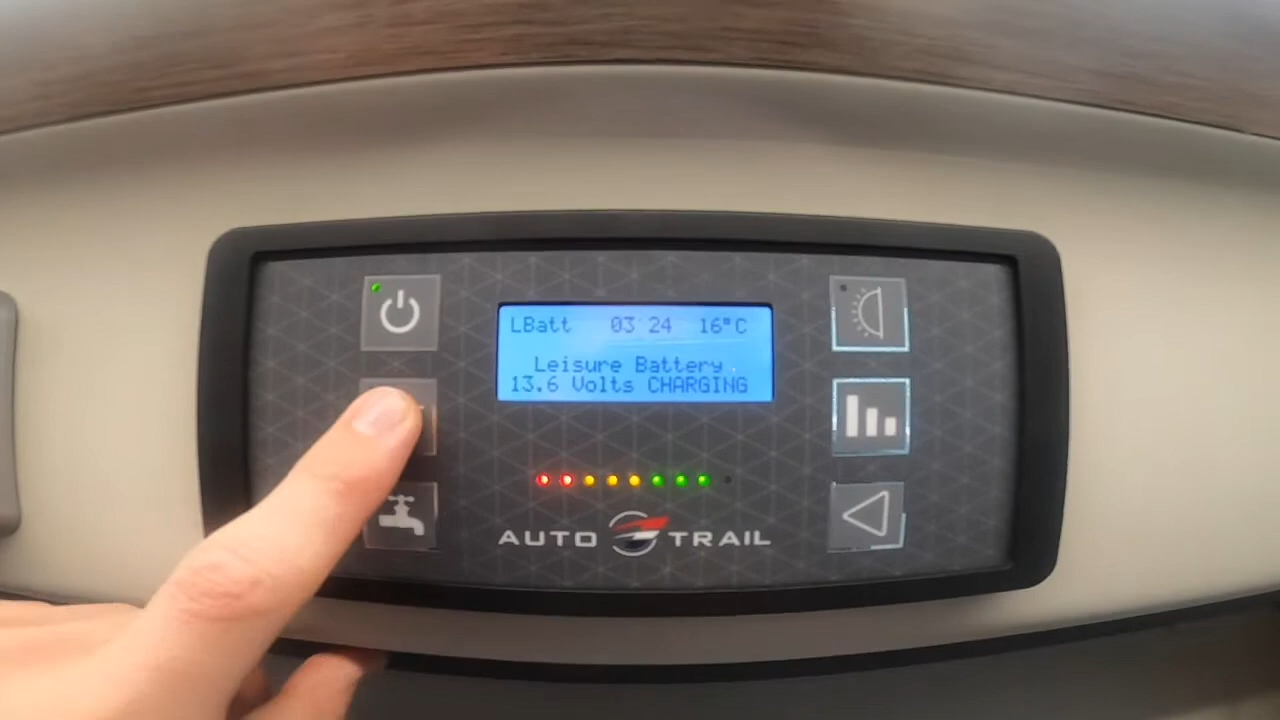 LBatt 03 24 16°C
Leisure Battery
13.6 Volts CHARGING
AUTO TRAIL